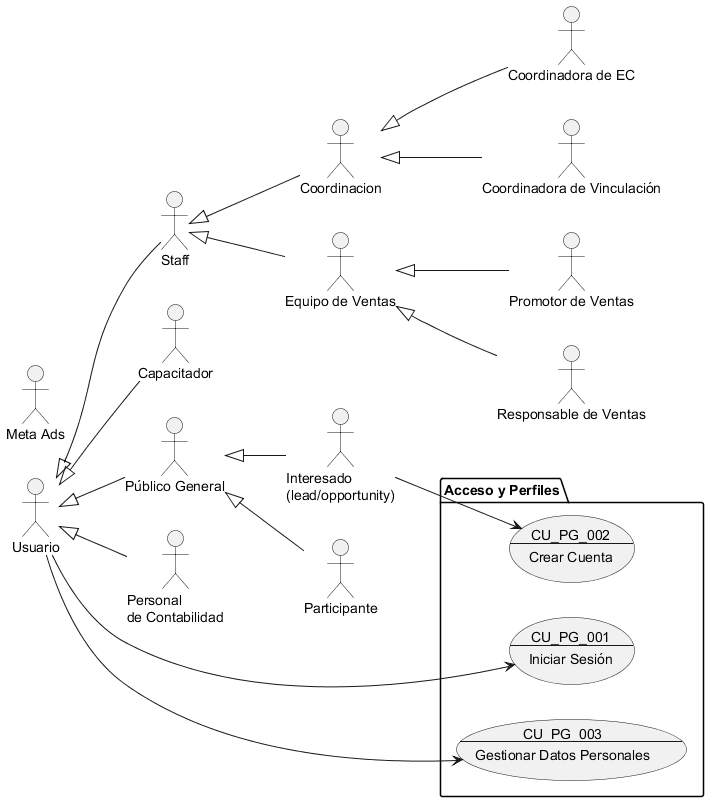 Coordinadora de EC
Coordinacion
Coordinadora de Vinculación
Staff
Equipo de Ventas
Promotor de Ventas
Capacitador
Responsable de Ventas
Meta Ads
Público General
Interesado
(lead/opportunity)
Acceso y Perfiles
CU_PG_002
Crear Cuenta
Usuario
Personal
de Contabilidad
Participante
CU_PG_001
Iniciar Sesión
CU_PG_003
Gestionar Datos Personales